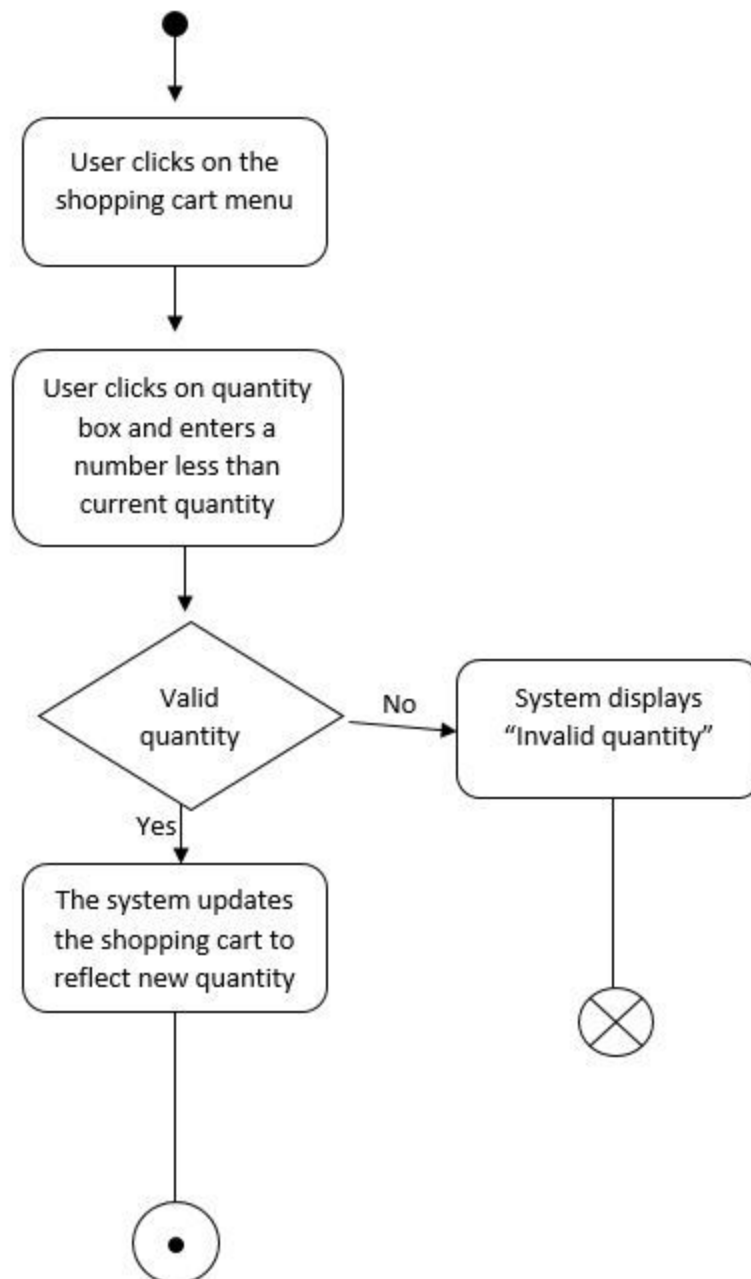 User clicks on the
shopping cart menu
User clicks on quantity
box and enters a
number less than
current quantity
Valid
quantity
No
System displays
“Invalid quantity”
Yes
The system updates
the shopping cart to
reflect new quantity